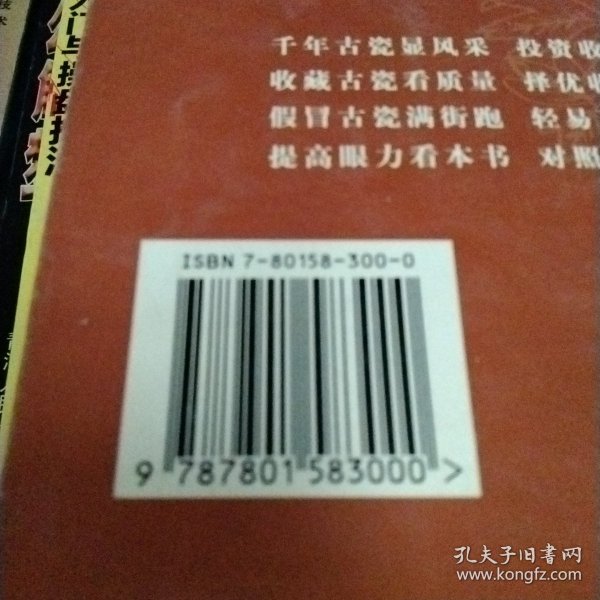 千年古瓷显风采 投资收
收藏古瓷看质量 择优收
假冒古瓷满街跑 轻易
提高眼力看本书 对照
ISBN 7-80158-300-0
9 787801 583000 >
孔夫子旧书网
www.kongfz.com